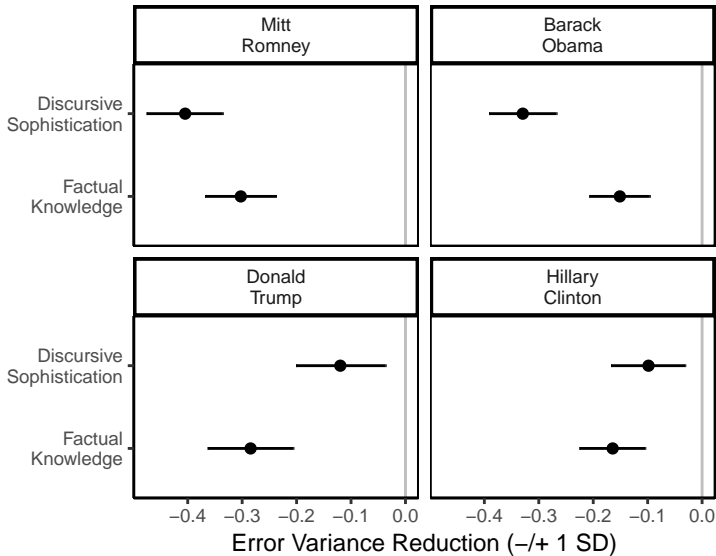 Mitt
Romney
Barack
Obama
Discursive
Sophistication
Factual
Knowledge
Donald
Trump
Hillary
Clinton
Discursive
Sophistication
Factual
Knowledge
−0.4 −0.3 −0.2 −0.1 0.0 −0.4 −0.3 −0.2 −0.1 0.0
Error Variance Reduction (−/+ 1 SD)